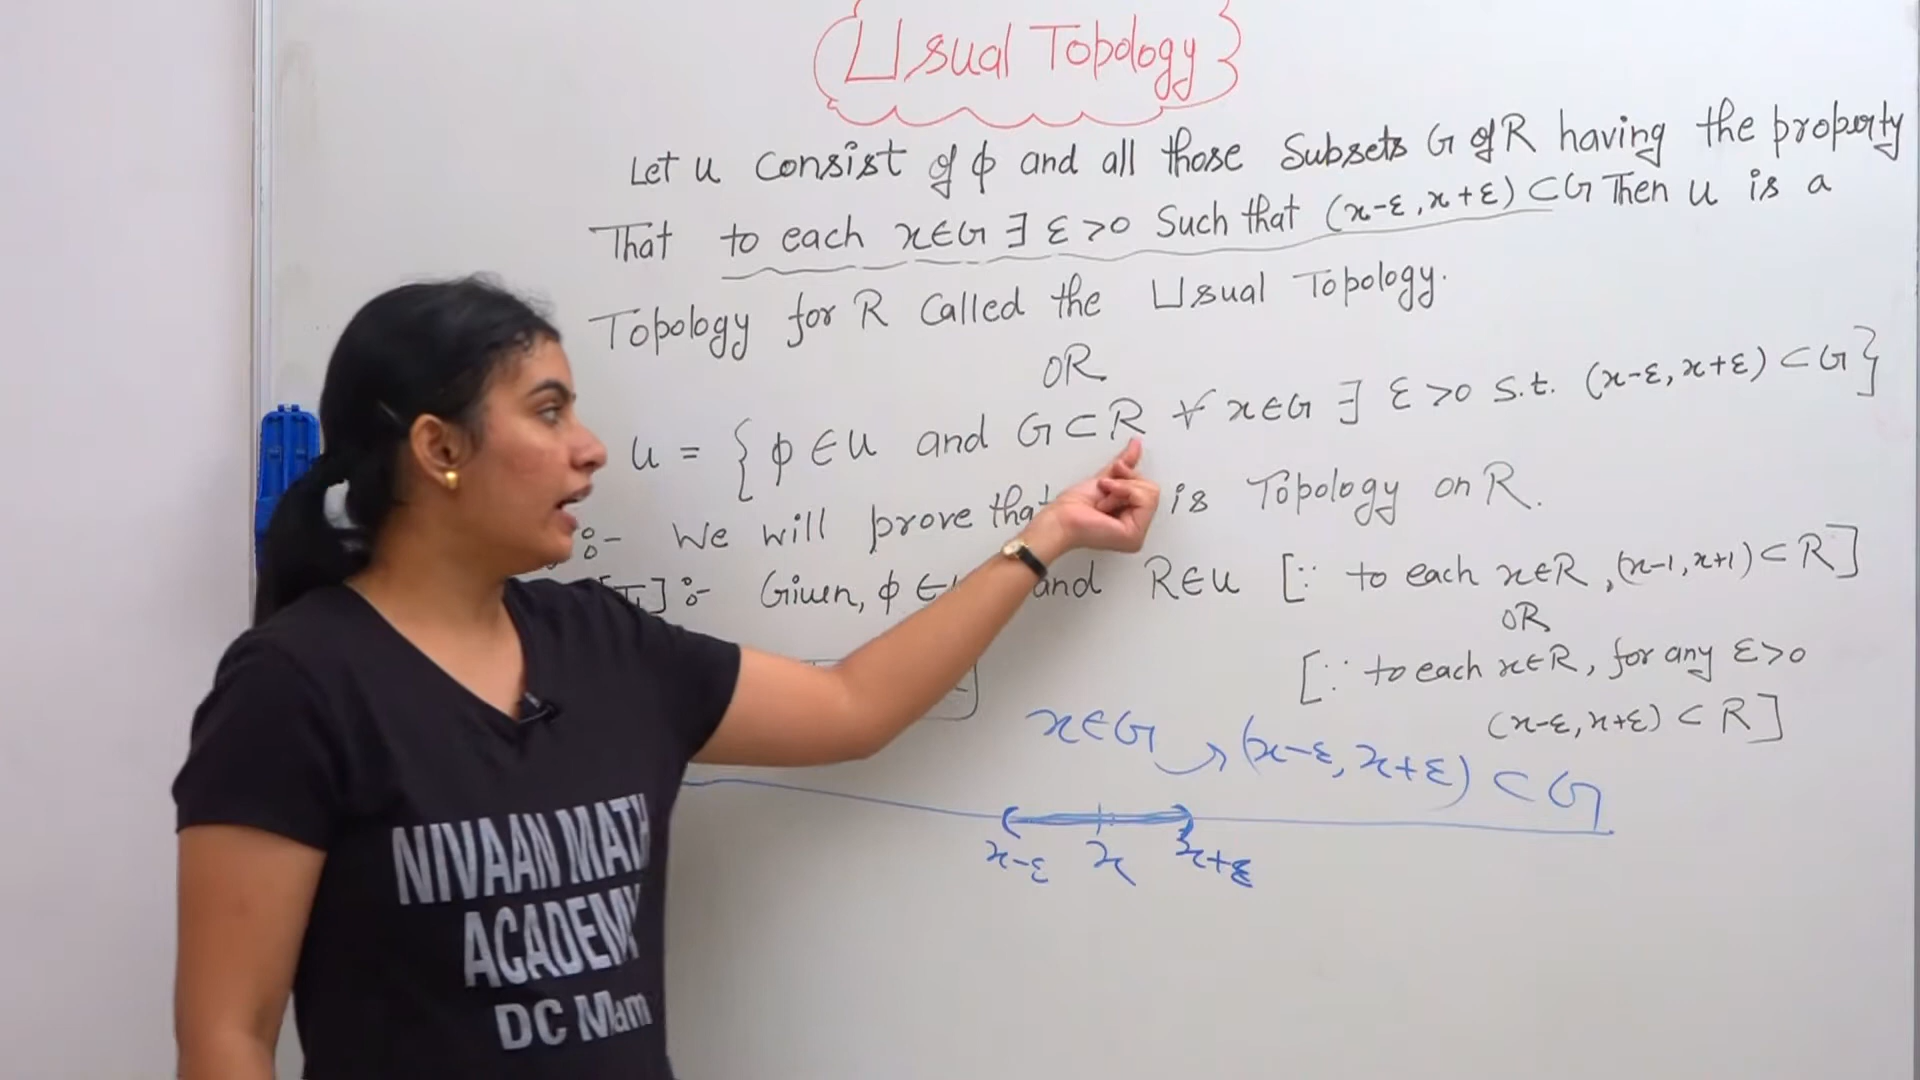 Usual Topology
Let U consist of φ and all those Subsets G of R having the property
That to each x∈G ∃ ε>0 Such that (x-ε, x+ε) ⊂G Then U is a
Topology for R Called the Usual Topology.
OR
U = { φ∈U and G⊂R ∀ x∈G ∃ ε>0 s.t. (x-ε, x+ε) ⊂G}
:- We will prove that is Topology on R.
:- Given, φ ∈ and R∈U [∵ to each x∈R, (x-1, x+1) ⊂ R]
OR
[∵ to each x∈R, for any ε>0
(x-ε, x+ε) ⊂ R]
x∈G → (x-ε, x+ε) ⊂ G
x-ε x x+ε
NIVAAN MATH
ACADEMY
DC Mam